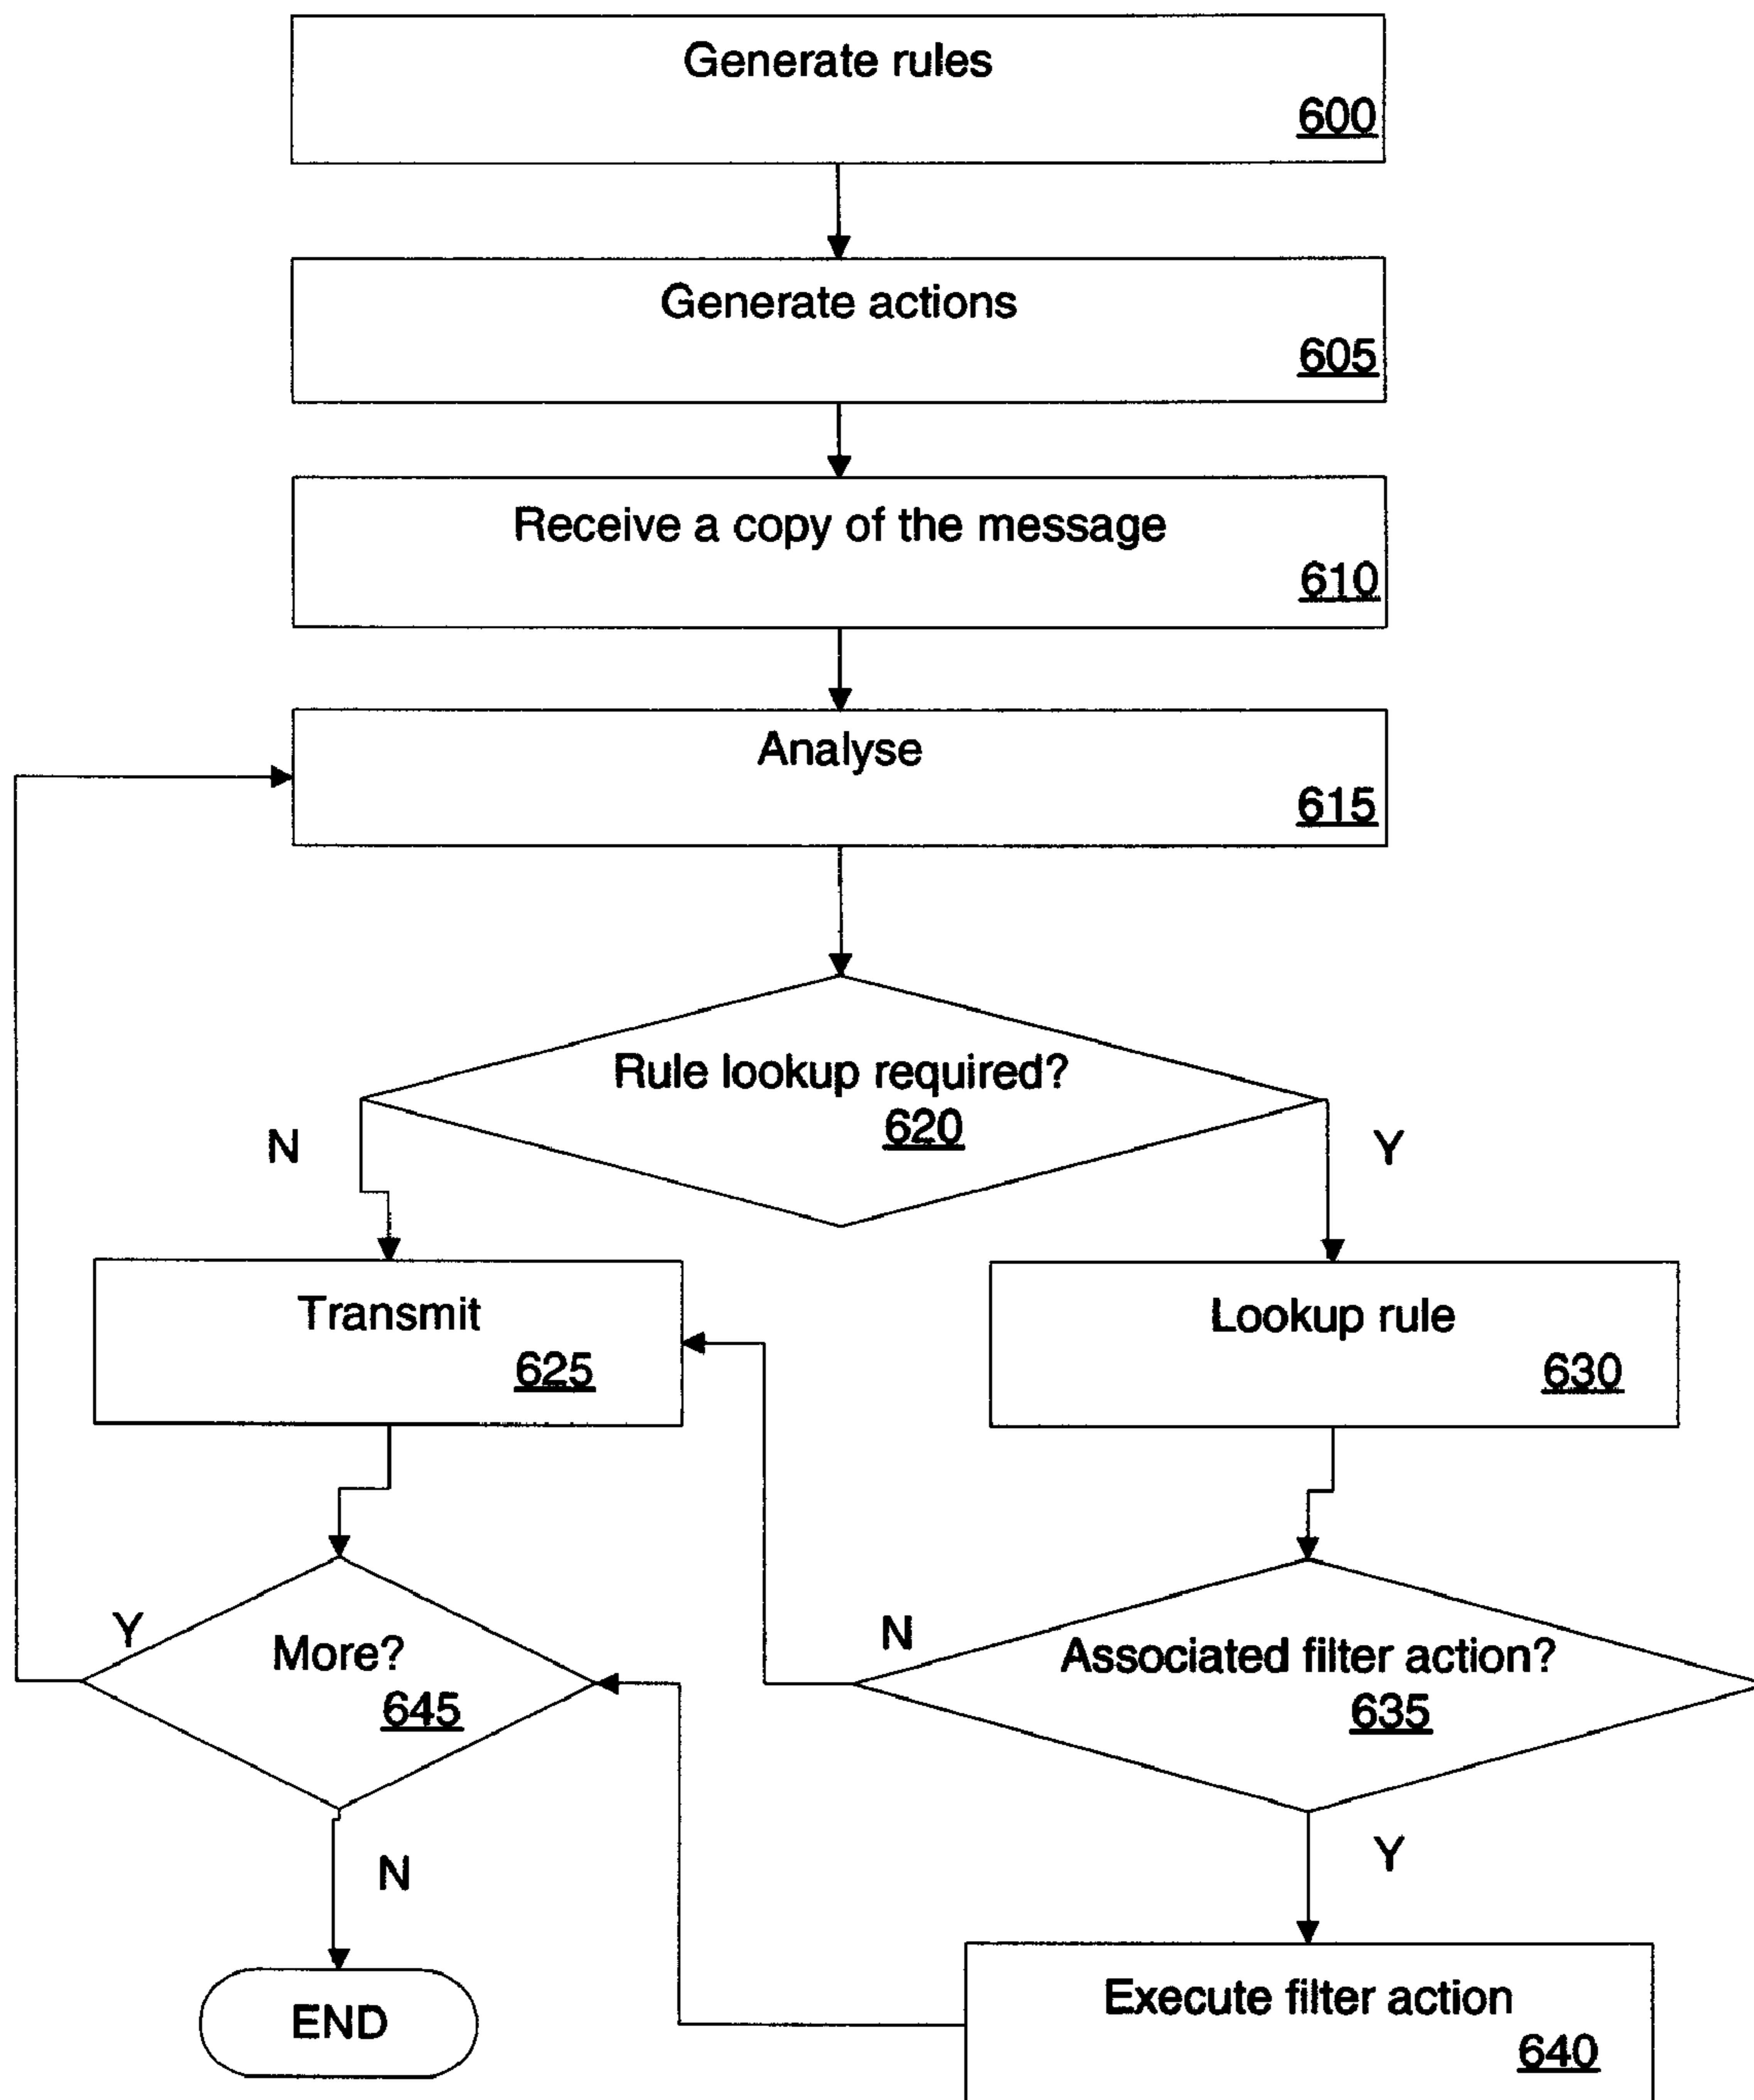 Generate rules
600
Generate actions
605
Receive a copy of the message
610
Analyse
615
Rule lookup required?
620
N
Y
Transmit
625
Lookup rule
630
Y
More?
645
N
Associated filter action?
635
N
Y
END
Execute filter action
640